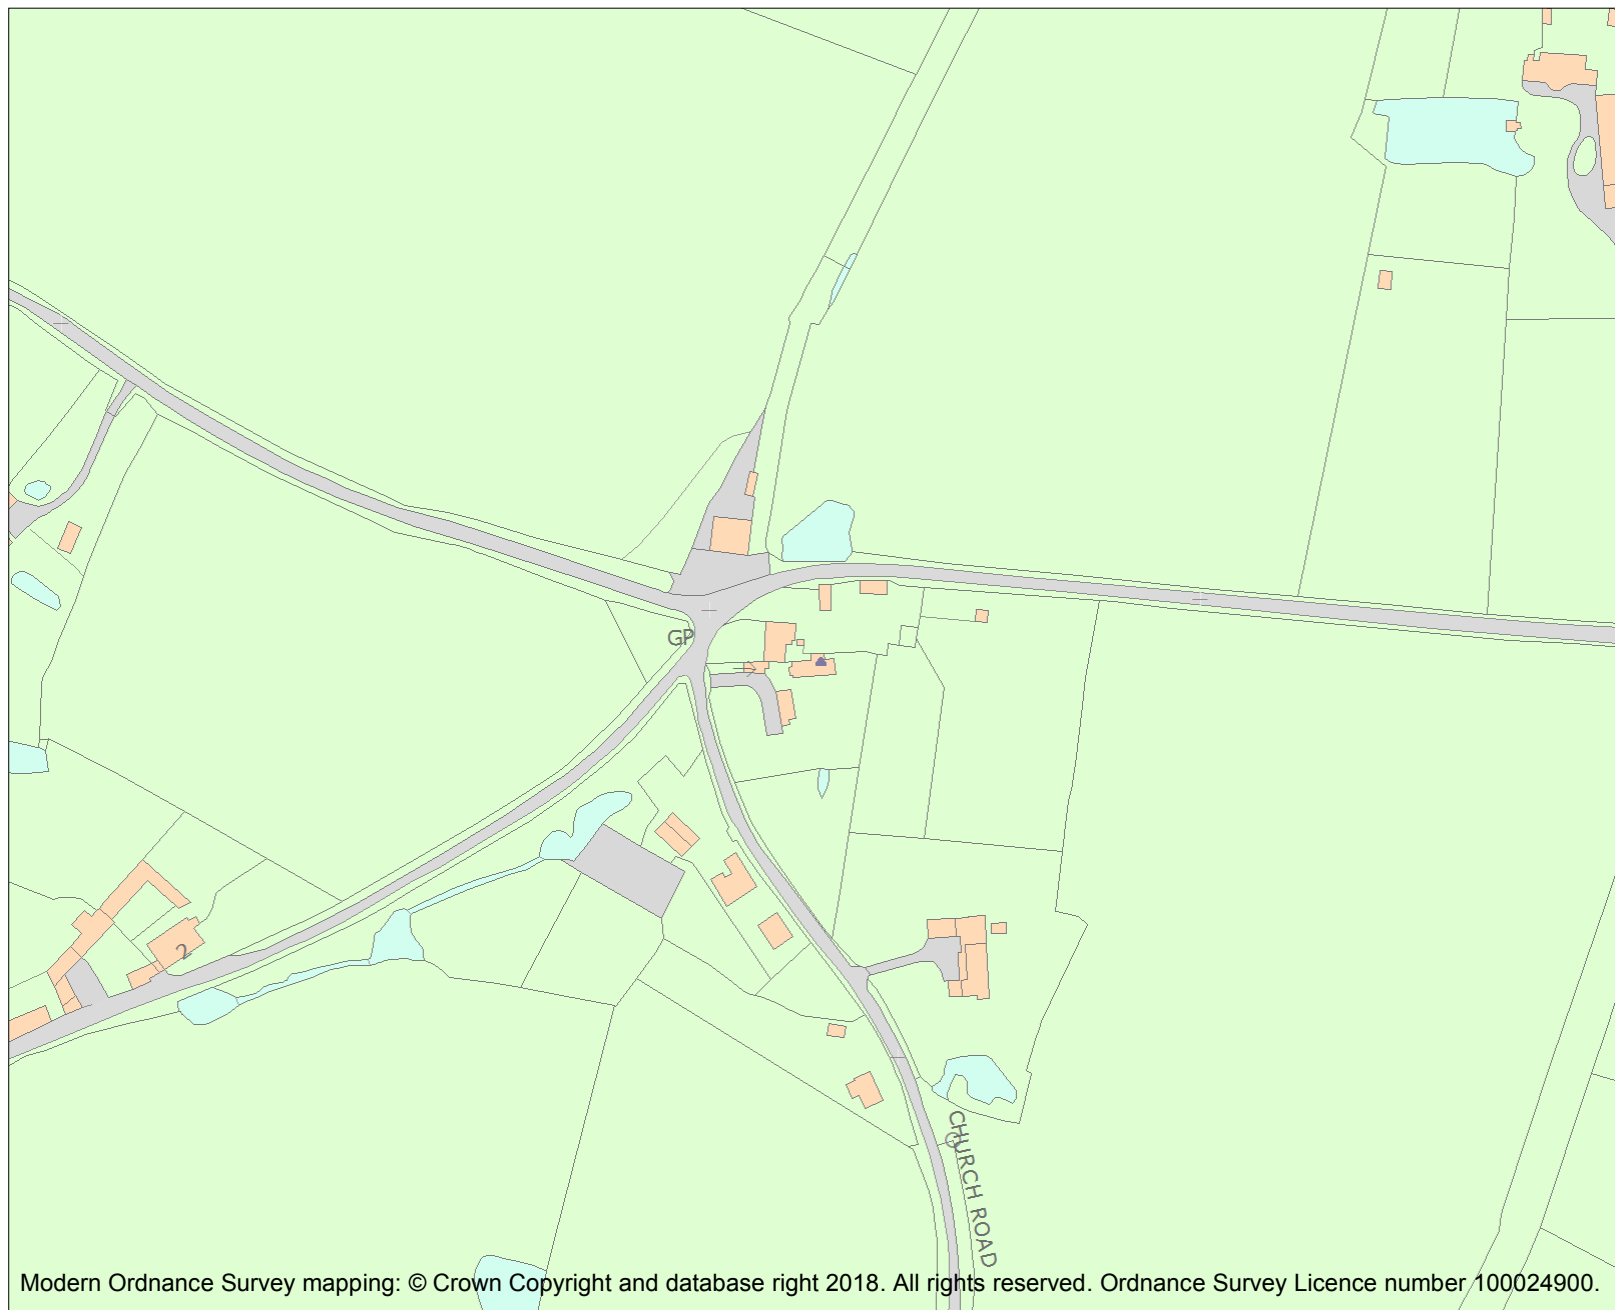 GP
2
CHURCH ROAD
Modern Ordnance Survey mapping: © Crown Copyright and database right 2018. All rights reserved. Ordnance Survey Licence number 100024900.